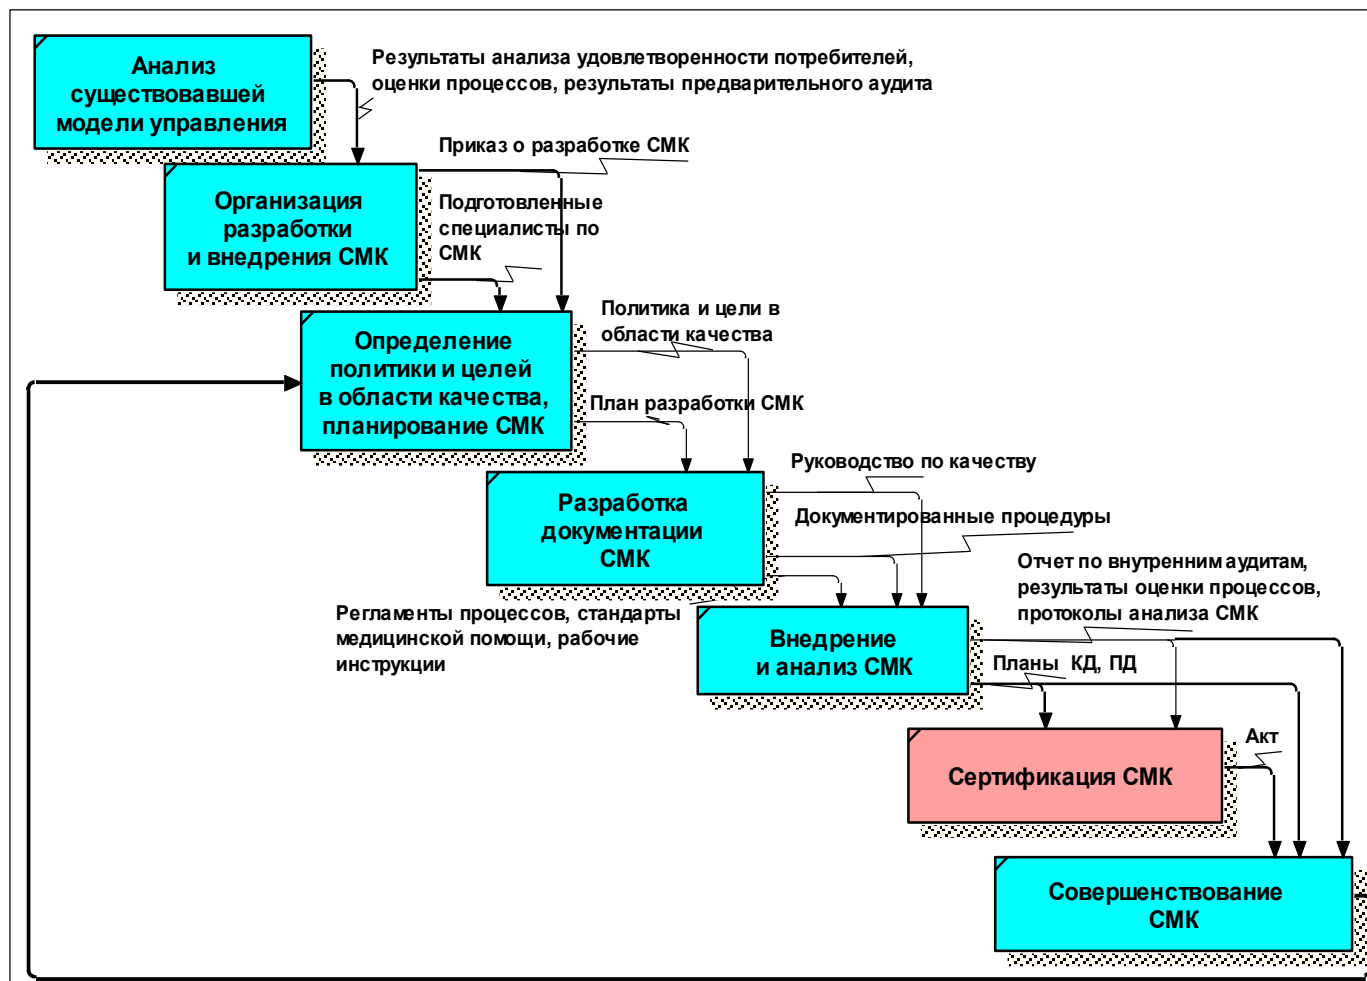 Анализ
существовавшей
модели управления
Результаты анализа удовлетворенности потребителей,
оценки процессов, результаты предварительного аудита
Приказ о разработке СМК
Организация
разработки
и внедрения СМК
Подготовленные
специалисты по
СМК
Определение
политики и целей
в области качества,
планирование СМК
Политика и цели в
области качества
План разработки СМК
Разработка
документации
СМК
Руководство по качеству
Документированные процедуры
Регламенты процессов, стандарты
медицинской помощи, рабочие
инструкции
Отчет по внутренним аудитам,
результаты оценки процессов,
протоколы анализа СМК
Внедрение
и анализ СМК
Планы КД, ПД
Сертификация СМК
Акт
Совершенствование
СМК